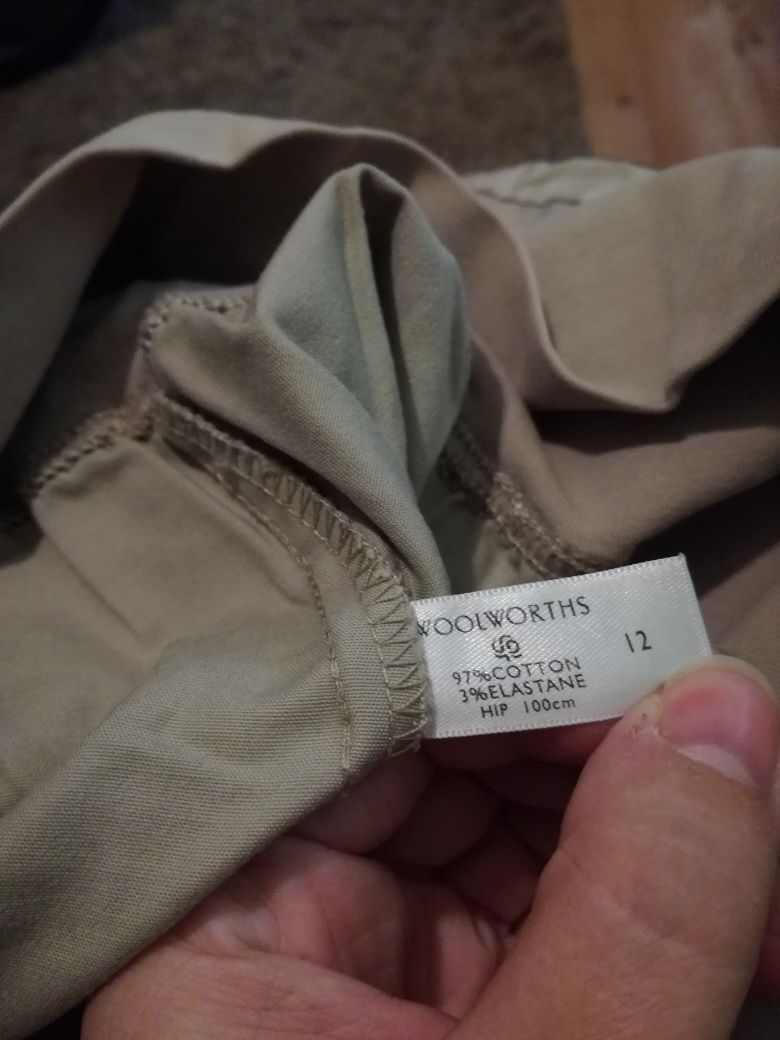 WOOLWORTHS
12
97%COTTON
3%ELASTANE
HIP 100cm